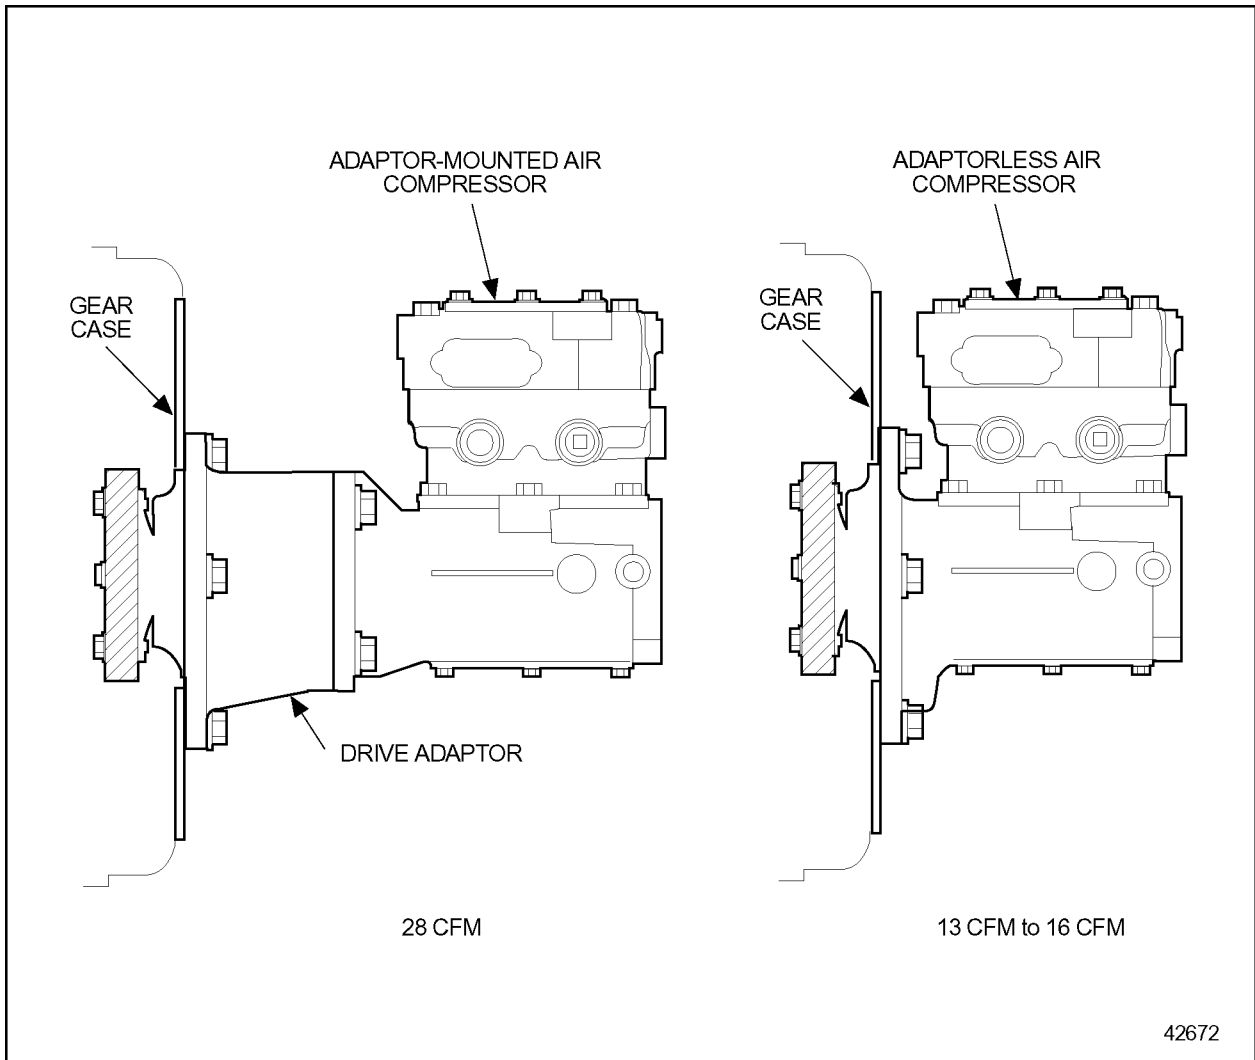 ADAPTOR-MOUNTED AIR
COMPRESSOR
ADAPTORLESS AIR
COMPRESSOR
GEAR
CASE
GEAR
CASE
DRIVE ADAPTOR
28 CFM
13 CFM to 16 CFM
42672